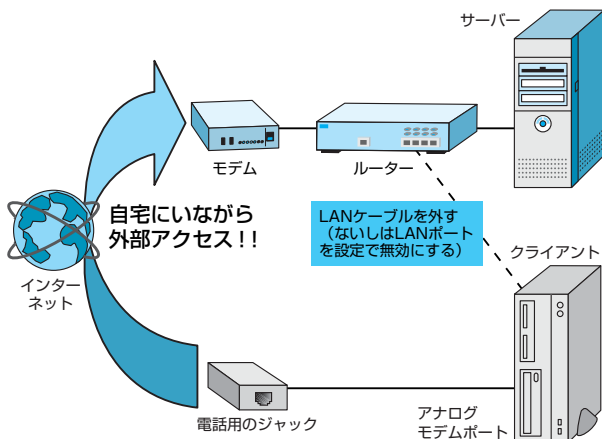 サーバー
モデム
ルーター
自宅にいながら
外部アクセス!!
LANケーブルを外す
（ないしはLANポート
を設定で無効にする）
クライアント
インター
ネット
電話用のジャック
アナログ
モデムポート